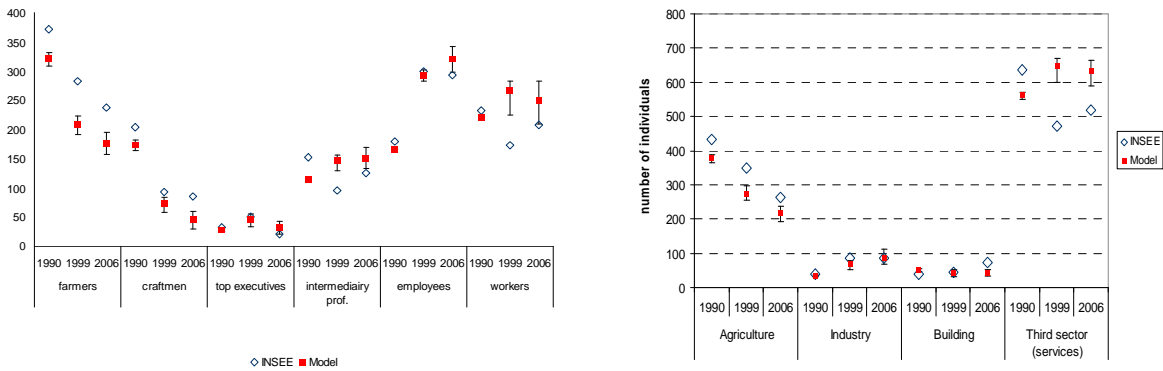 400
350
300
250
200
150
100
50
0
1990 1999 2006 1990 1999 2006 1990 1999 2006 1990 1999 2006 1990 1999 2006 1990 1999 2006
farmers craftmen top executives intermediairy prof. employees workers
INSEE Model
number of individuals
800
700
600
500
400
300
200
100
0
1990 1999 2006 1990 1999 2006 1990 1999 2006 1990 1999 2006
Agriculture Industry Building Third sector
(services)
INSEE
Model